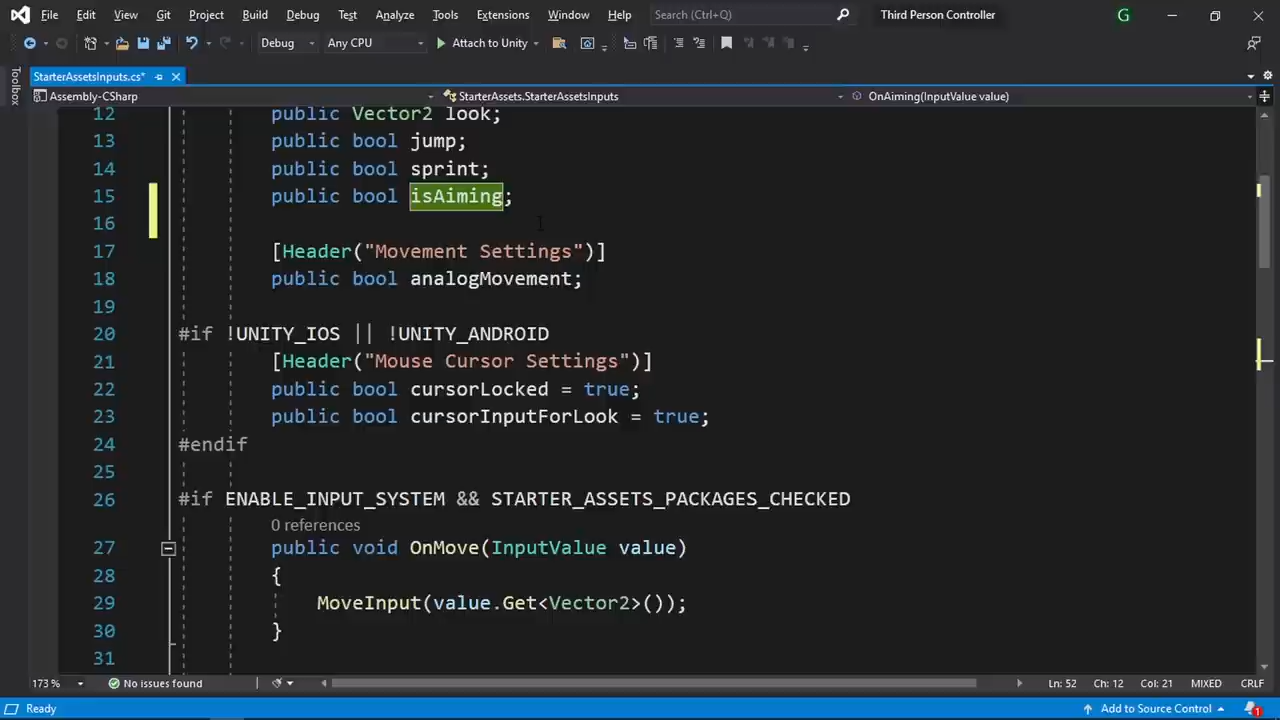 File Edit View Git Project Build Debug Test Analyze Tools Extensions Window Help Search (Ctrl+Q) Third Person Controller G
Debug Any CPU Attach to Unity
StarterAssetsInputs.cs*
Toolbox
Assembly-CSharp StarterAssets.StarterAssetsInputs OnAiming(InputValue value)
12 public Vector2 look;
13 public bool jump;
14 public bool sprint;
15 public bool isAiming;
16
17 [Header("Movement Settings")]
18 public bool analogMovement;
19
20 #if !UNITY_IOS || !UNITY_ANDROID
21 [Header("Mouse Cursor Settings")]
22 public bool cursorLocked = true;
23 public bool cursorInputForLook = true;
24 #endif
25
26 #if ENABLE_INPUT_SYSTEM && STARTER_ASSETS_PACKAGES_CHECKED
0 references
27 public void OnMove(InputValue value)
28 {
29 MoveInput(value.Get<Vector2>());
30 }
31
173 % No issues found Ln: 52 Ch: 12 Col: 21 MIXED CRLF
Ready Add to Source Control 1